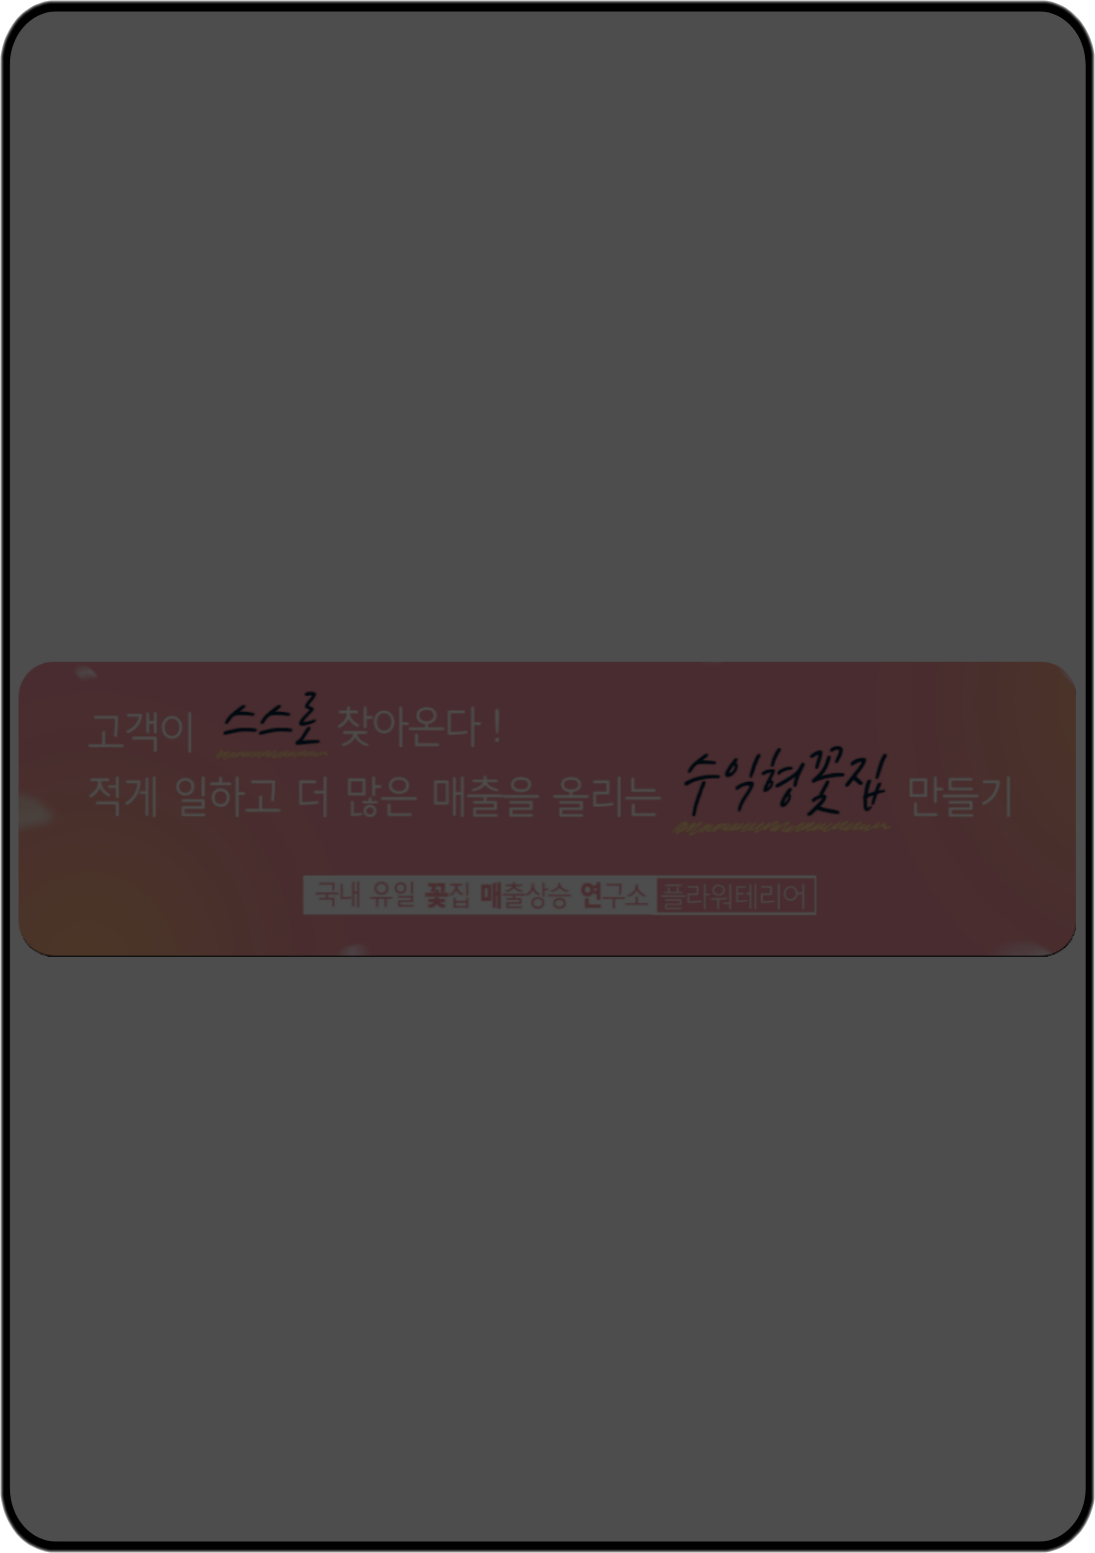 고객이 스스로 찾아온다 !
적게 일하고 더 많은 매출을 올리는 수익형꽃집 만들기
국내 유일 꽃집 매출상승 연구소 플라워테리어